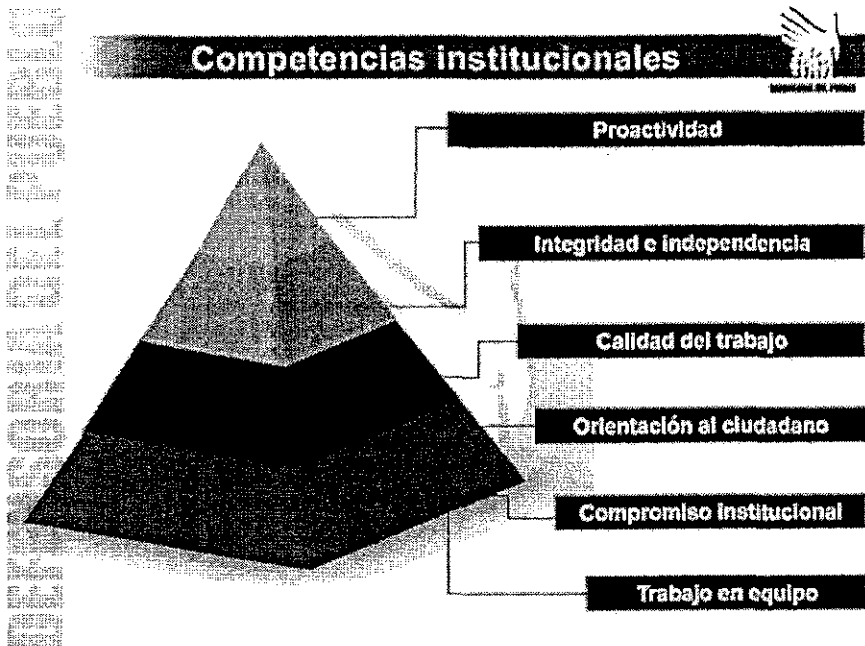 Competencias institucionales
Proactividad
Integridad e independencia
Calidad del trabajo
Orientación al ciudadano
Compromiso institucional
Trabajo en equipo